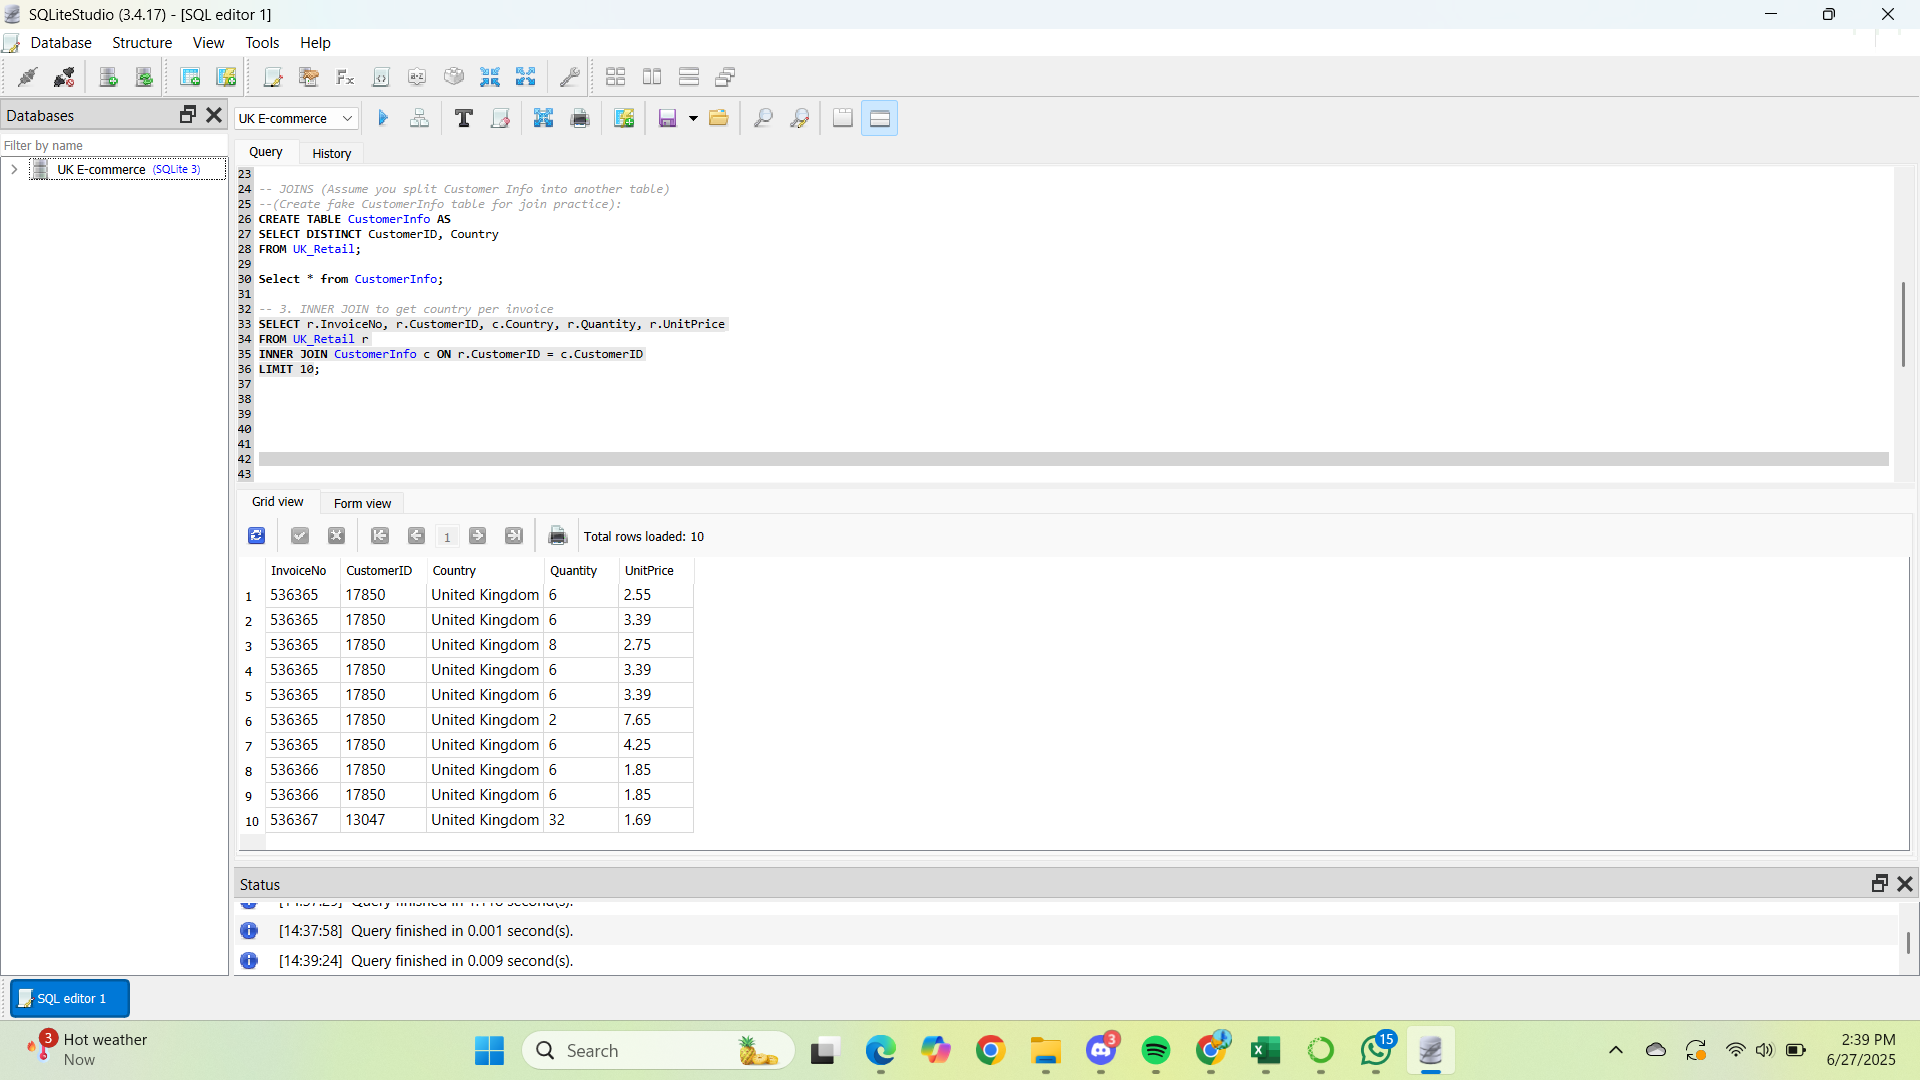 SQLiteStudio (3.4.17) - [SQL editor 1]
Database Structure View Tools Help
Databases
UK E-commerce
Filter by name
UK E-commerce (SQLite 3)
Query History
23
24 -- JOINS (Assume you split Customer Info into another table)
25 --(Create fake CustomerInfo table for join practice):
26 CREATE TABLE CustomerInfo AS
27 SELECT DISTINCT CustomerID, Country
28 FROM UK_Retail;
29
30 Select * from CustomerInfo;
31
32 -- 3. INNER JOIN to get country per invoice
33 SELECT r.InvoiceNo, r.CustomerID, c.Country, r.Quantity, r.UnitPrice
34 FROM UK_Retail r
35 INNER JOIN CustomerInfo c ON r.CustomerID = c.CustomerID
36 LIMIT 10;
37
38
39
40
41
42
43
Grid view Form view
1 Total rows loaded: 10
InvoiceNo CustomerID Country Quantity UnitPrice
1 536365 17850 United Kingdom 6 2.55
2 536365 17850 United Kingdom 6 3.39
3 536365 17850 United Kingdom 8 2.75
4 536365 17850 United Kingdom 6 3.39
5 536365 17850 United Kingdom 6 3.39
6 536365 17850 United Kingdom 2 7.65
7 536365 17850 United Kingdom 6 4.25
8 536366 17850 United Kingdom 6 1.85
9 536366 17850 United Kingdom 6 1.85
10 536367 13047 United Kingdom 32 1.69
Status
[14:37:58] Query finished in 0.001 second(s).
[14:39:24] Query finished in 0.009 second(s).
SQL editor 1
3 Hot weather
Now
Search
3
15
2:39 PM
6/27/2025